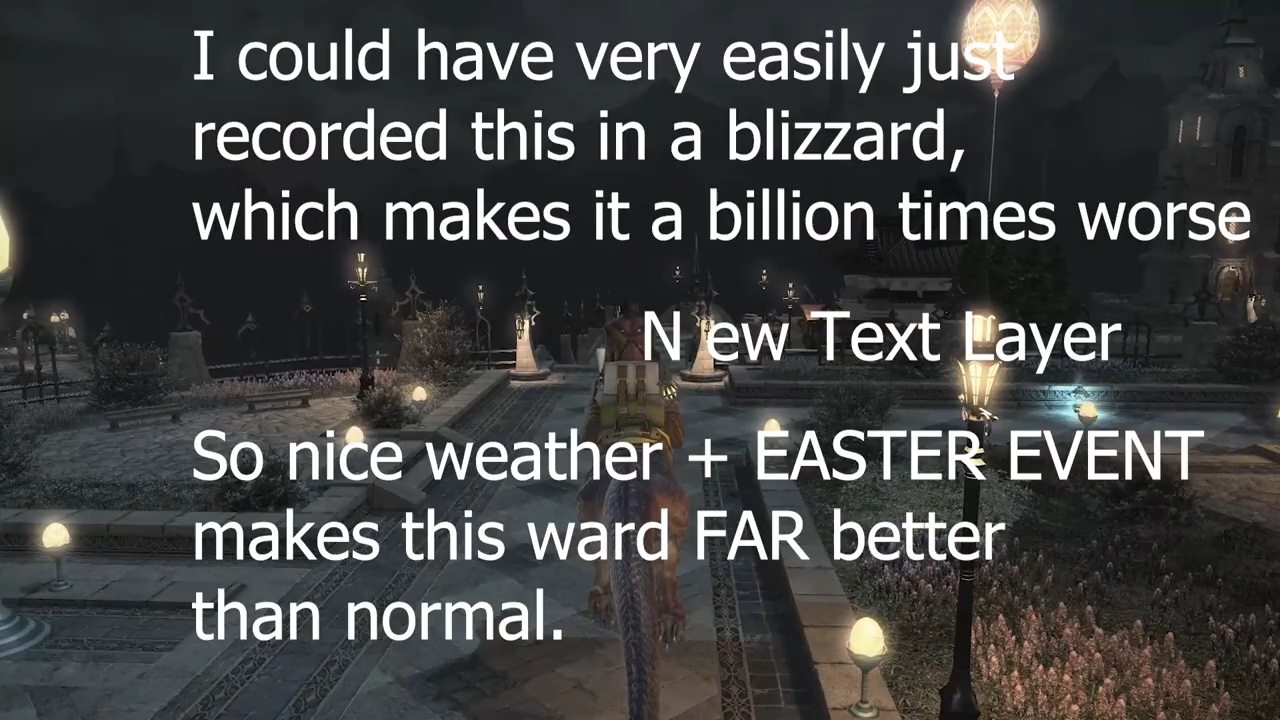 I could have very easily just
recorded this in a blizzard,
which makes it a billion times worse
N ew Text Layer
So nice weather + EASTER EVENT
makes this ward FAR better
than normal.